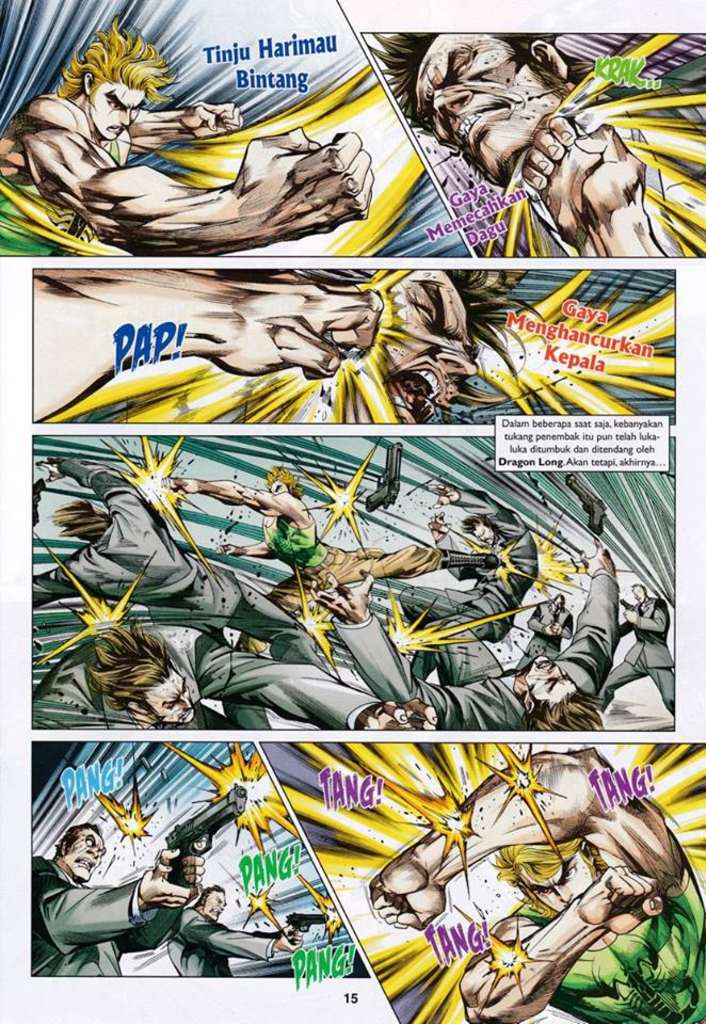 Tinju Harimau
Bintang
KRAK...
Gaya
Memecahkan
Dagu
PAP!
Gaya
Menghancurkan
Kepala
Dalam beberapa saat saja, kebanyakan
tukang penembak itu pun telah luka-
luka ditumbuk dan ditendang oleh
Dragon Long. Akan tetapi, akhirnya...
PANG!
PANG!
PANG!
TANG!
TANG!
TANG!
15